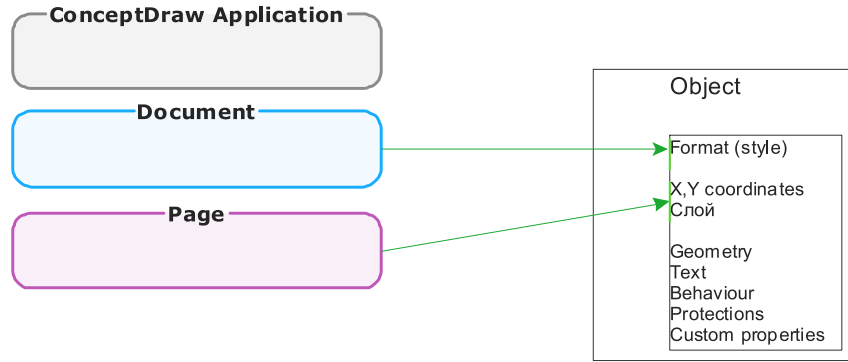 ConceptDraw Application
Document
Page
Object
Format (style)
X,Y coordinates
Слой
Geometry
Text
Behaviour
Protections
Custom properties